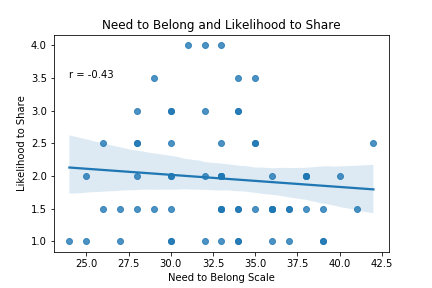 Need to Belong and Likelihood to Share
4.0
r = -0.43
3.5
3.0
2.5
2.0
1.5
1.0
Likelihood to Share
25.0 27.5 30.0 32.5 35.0 37.5 40.0 42.5
Need to Belong Scale